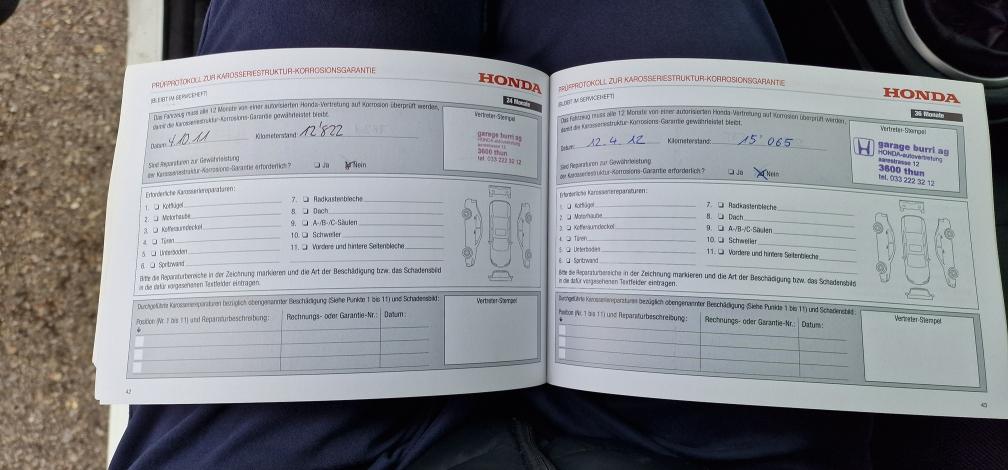 PRÜFPROTOKOLL ZUR KAROSSERIESTRUKTUR-KORROSIONSGARANTIE
HONDA
(BLEIBT IM SERVICEHEFT)
24 Monate
Das Fahrzeug muss alle 12 Monate von einer autorisierten Honda-Vertretung auf Korrosion überprüft werden,
damit die Karosseriestruktur-Korrosions-Garantie gewährleistet bleibt.
Datum: 4.10.11 Kilometerstand: 12'822
Vertreter-Stempel
garage burri ag
HONDA-autovertretung
aarestrasse 12
3600 thun
tel. 033 222 32 12
Sind Reparaturen zur Gewährleistung
der Karosseriestruktur-Korrosions-Garantie erforderlich? Ja Nein
Erforderliche Karosseriereparaturen:
1. Kotflügel
2. Motorhaube
3. Kofferraumdeckel
4. Türen
5. Unterboden
6. Spritzwand
7. Radkastenbleche
8. Dach
9. A-/B-/C-Säulen
10. Schweller
11. Vordere und hintere Seitenbleche
Bitte die Reparaturbereiche in der Zeichnung markieren und die Art der Beschädigung bzw. das Schadensbild
in die dafür vorgesehenen Textfelder eintragen.
Durchgeführte Karosseriereparaturen bezüglich obengenannter Beschädigung (Siehe Punkte 1 bis 11) und Schadensbild:
Position (Nr. 1 bis 11) und Reparaturbeschreibung: Rechnungs- oder Garantie-Nr.: Datum:
Vertreter-Stempel
42
PRÜFPROTOKOLL ZUR KAROSSERIESTRUKTUR-KORROSIONSGARANTIE
HONDA
(BLEIBT IM SERVICEHEFT)
36 Monate
Das Fahrzeug muss alle 12 Monate von einer autorisierten Honda-Vertretung auf Korrosion überprüft werden,
damit die Karosseriestruktur-Korrosions-Garantie gewährleistet bleibt.
Datum: 12.4.12 Kilometerstand: 15'065
Vertreter-Stempel
garage burri ag
HONDA-autovertretung
aarestrasse 12
3600 thun
tel. 033 222 32 12
Sind Reparaturen zur Gewährleistung
der Karosseriestruktur-Korrosions-Garantie erforderlich? Ja Nein
Erforderliche Karosseriereparaturen:
1. Kotflügel
2. Motorhaube
3. Kofferraumdeckel
4. Türen
5. Unterboden
6. Spritzwand
7. Radkastenbleche
8. Dach
9. A-/B-/C-Säulen
10. Schweller
11. Vordere und hintere Seitenbleche
Bitte die Reparaturbereiche in der Zeichnung markieren und die Art der Beschädigung bzw. das Schadensbild
in die dafür vorgesehenen Textfelder eintragen.
Durchgeführte Karosseriereparaturen bezüglich obengenannter Beschädigung (Siehe Punkte 1 bis 11) und Schadensbild:
Position (Nr. 1 bis 11) und Reparaturbeschreibung: Rechnungs- oder Garantie-Nr.: Datum:
Vertreter-Stempel
43